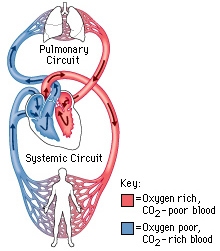 Pulmonary
Circuit
Systemic Circuit
Key:
=Oxygen rich,
CO2-poor blood
=Oxygen poor,
CO2-rich blood